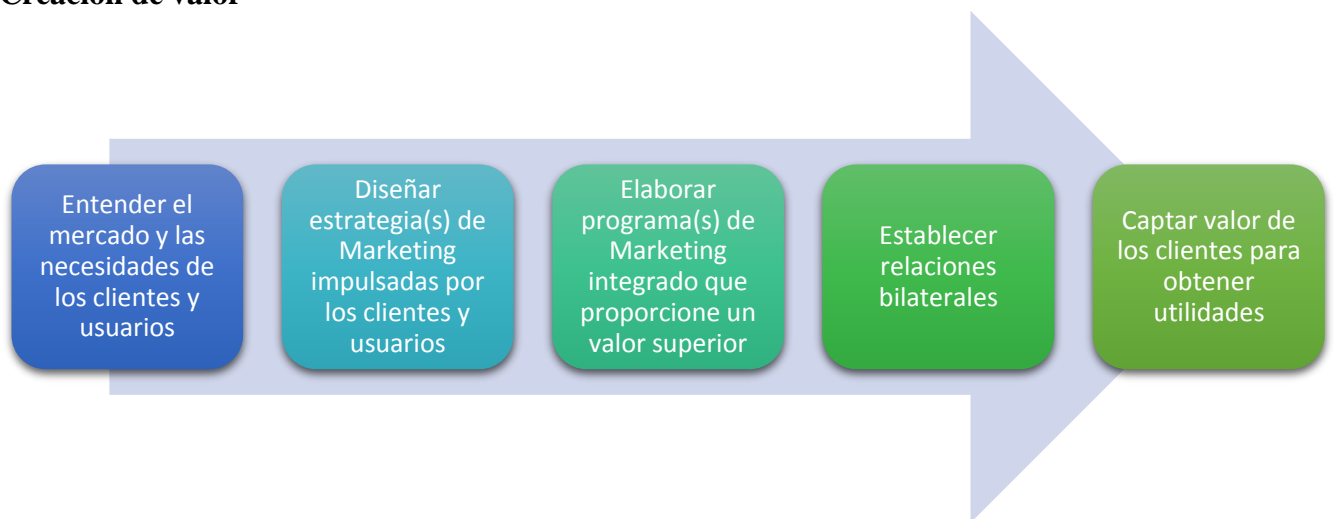 Creación de valor
Entender el
mercado y las
necesidades de
los clientes y
usuarios
Diseñar
estrategia(s) de
Marketing
impulsadas por
los clientes y
usuarios
Elaborar
programa(s) de
Marketing
integrado que
proporcione un
valor superior
Establecer
relaciones
bilaterales
Captar valor de
los clientes para
obtener
utilidades